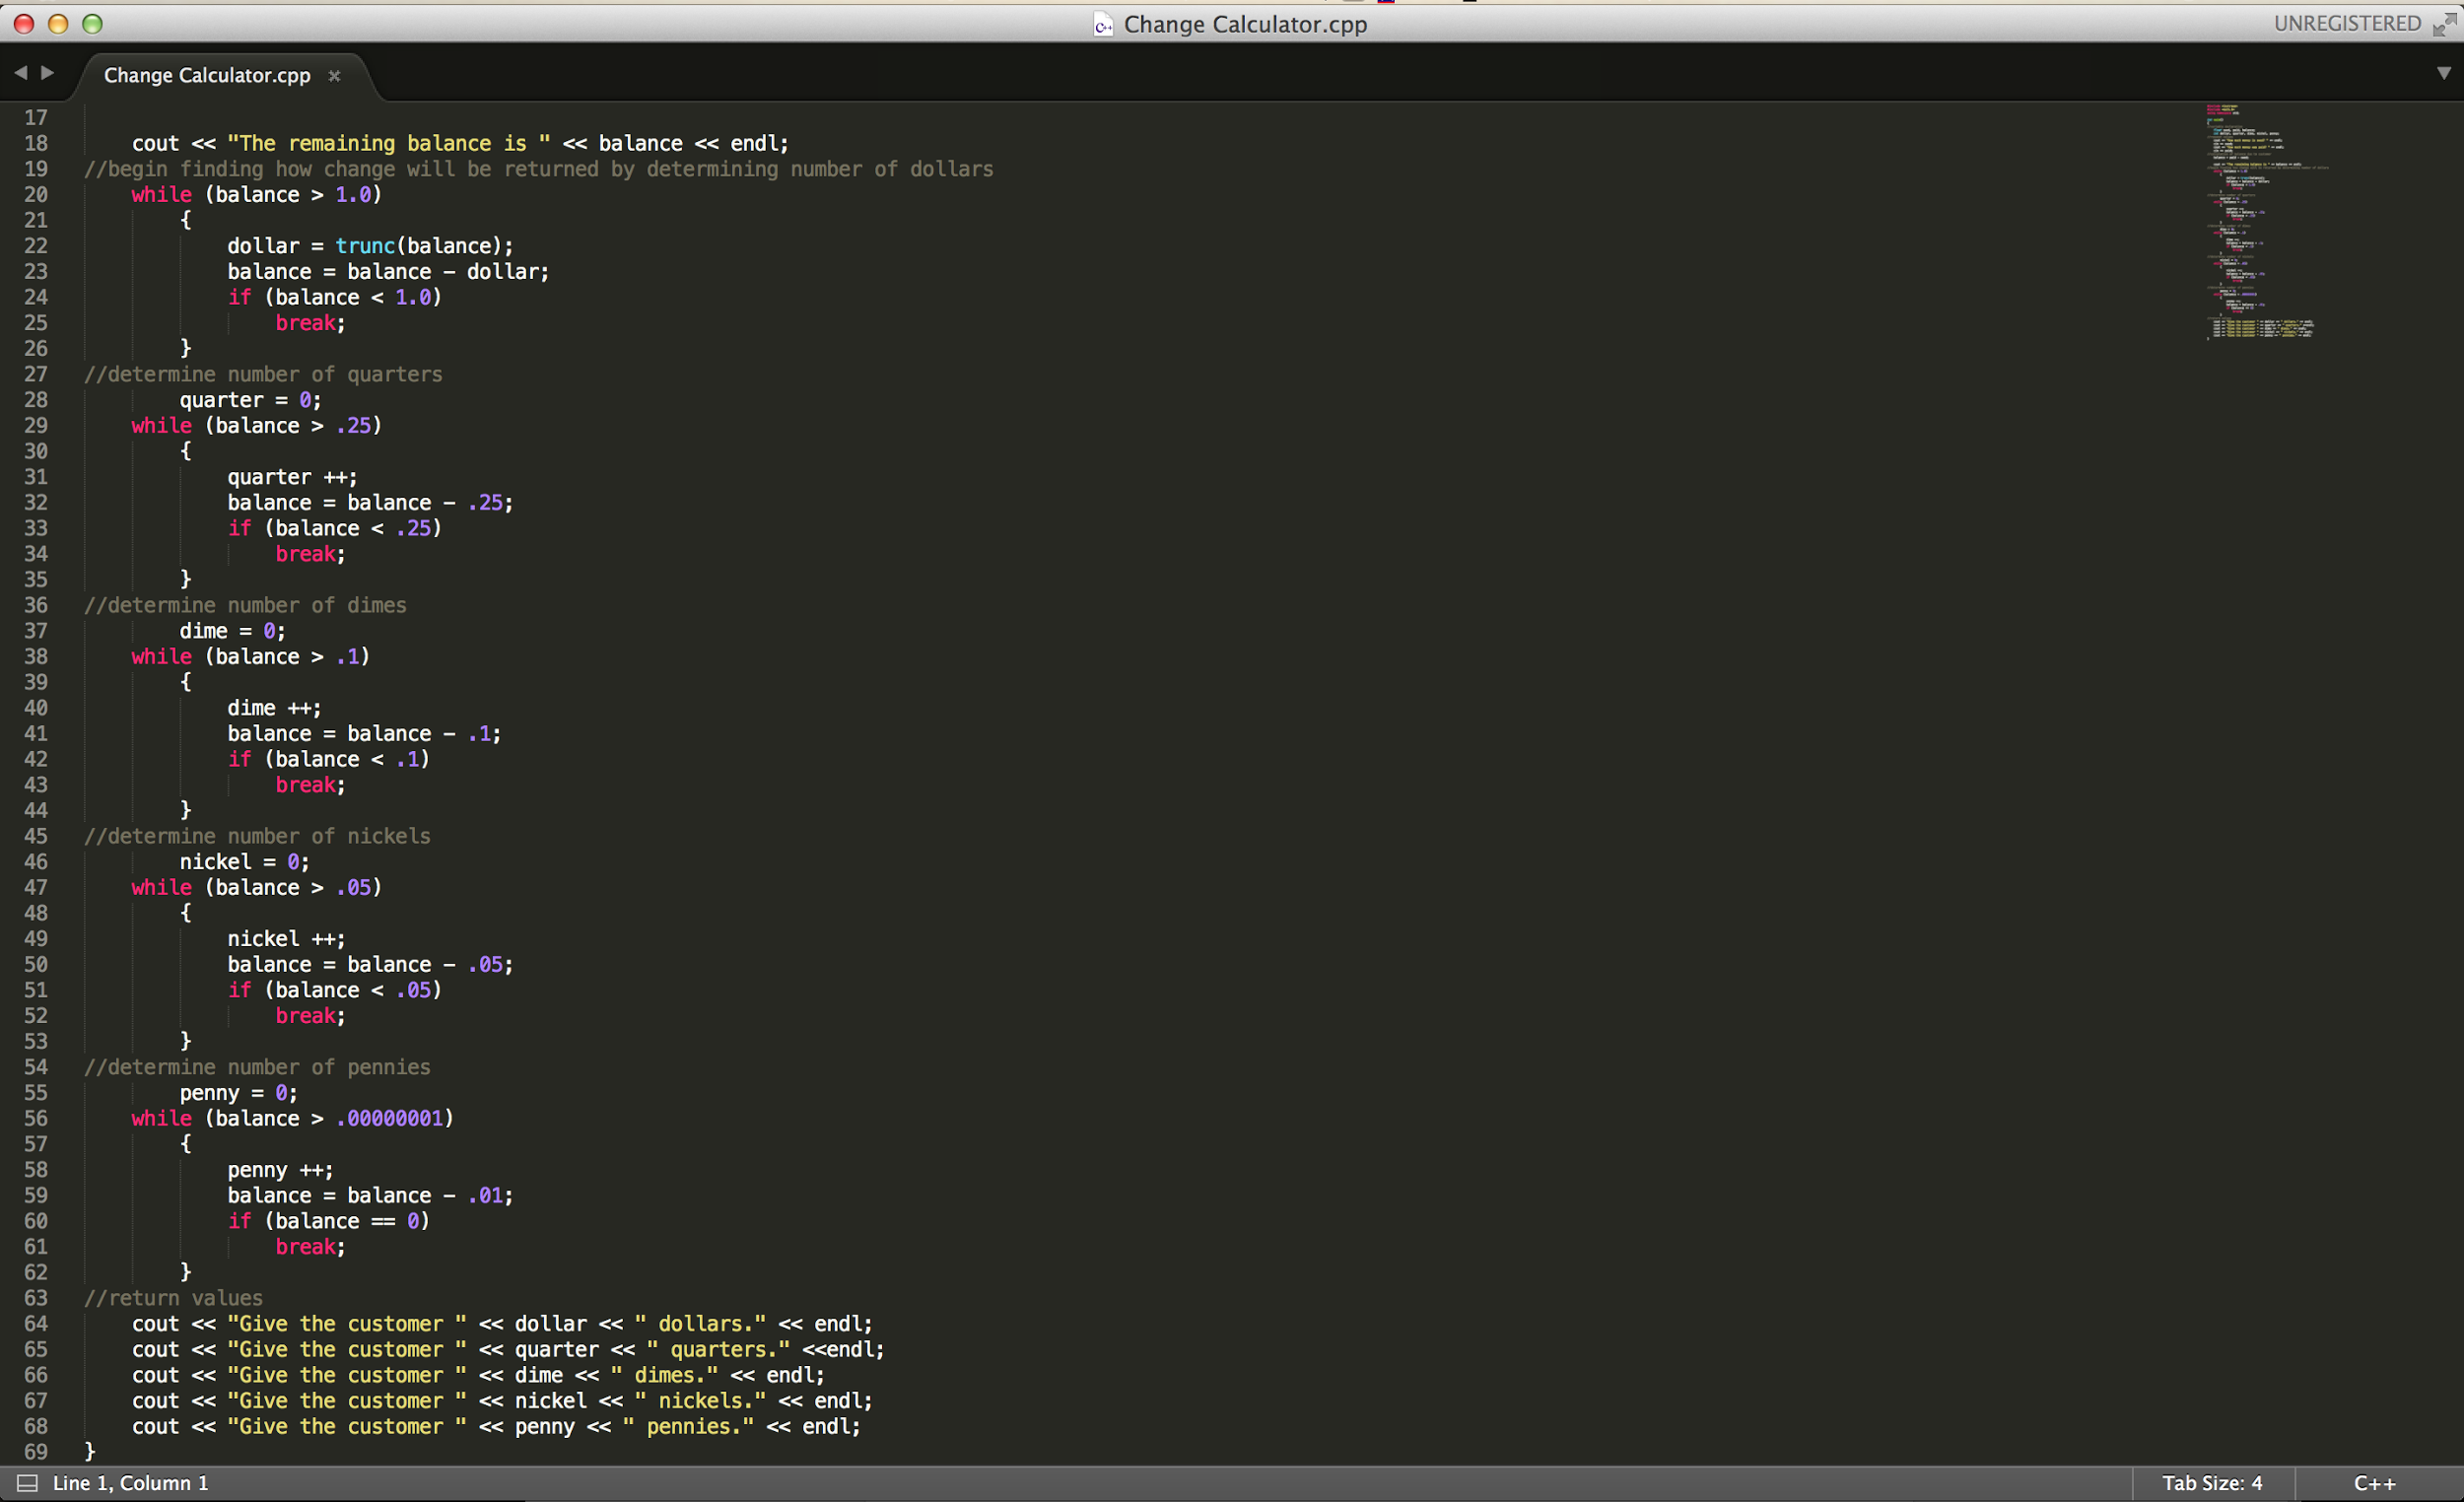 Change Calculator.cpp
UNREGISTERED
Change Calculator.cpp
17
18 cout << "The remaining balance is " << balance << endl;
19 //begin finding how change will be returned by determining number of dollars
20 while (balance > 1.0)
21 {
22 dollar = trunc(balance);
23 balance = balance - dollar;
24 if (balance < 1.0)
25 break;
26 }
27 //determine number of quarters
28 quarter = 0;
29 while (balance > .25)
30 {
31 quarter ++;
32 balance = balance - .25;
33 if (balance < .25)
34 break;
35 }
36 //determine number of dimes
37 dime = 0;
38 while (balance > .1)
39 {
40 dime ++;
41 balance = balance - .1;
42 if (balance < .1)
43 break;
44 }
45 //determine number of nickels
46 nickel = 0;
47 while (balance > .05)
48 {
49 nickel ++;
50 balance = balance - .05;
51 if (balance < .05)
52 break;
53 }
54 //determine number of pennies
55 penny = 0;
56 while (balance > .00000001)
57 {
58 penny ++;
59 balance = balance - .01;
60 if (balance == 0)
61 break;
62 }
63 //return values
64 cout << "Give the customer " << dollar << " dollars." << endl;
65 cout << "Give the customer " << quarter << " quarters." <<endl;
66 cout << "Give the customer " << dime << " dimes." << endl;
67 cout << "Give the customer " << nickel << " nickels." << endl;
68 cout << "Give the customer " << penny << " pennies." << endl;
69 }
Line 1, Column 1
Tab Size: 4
C++